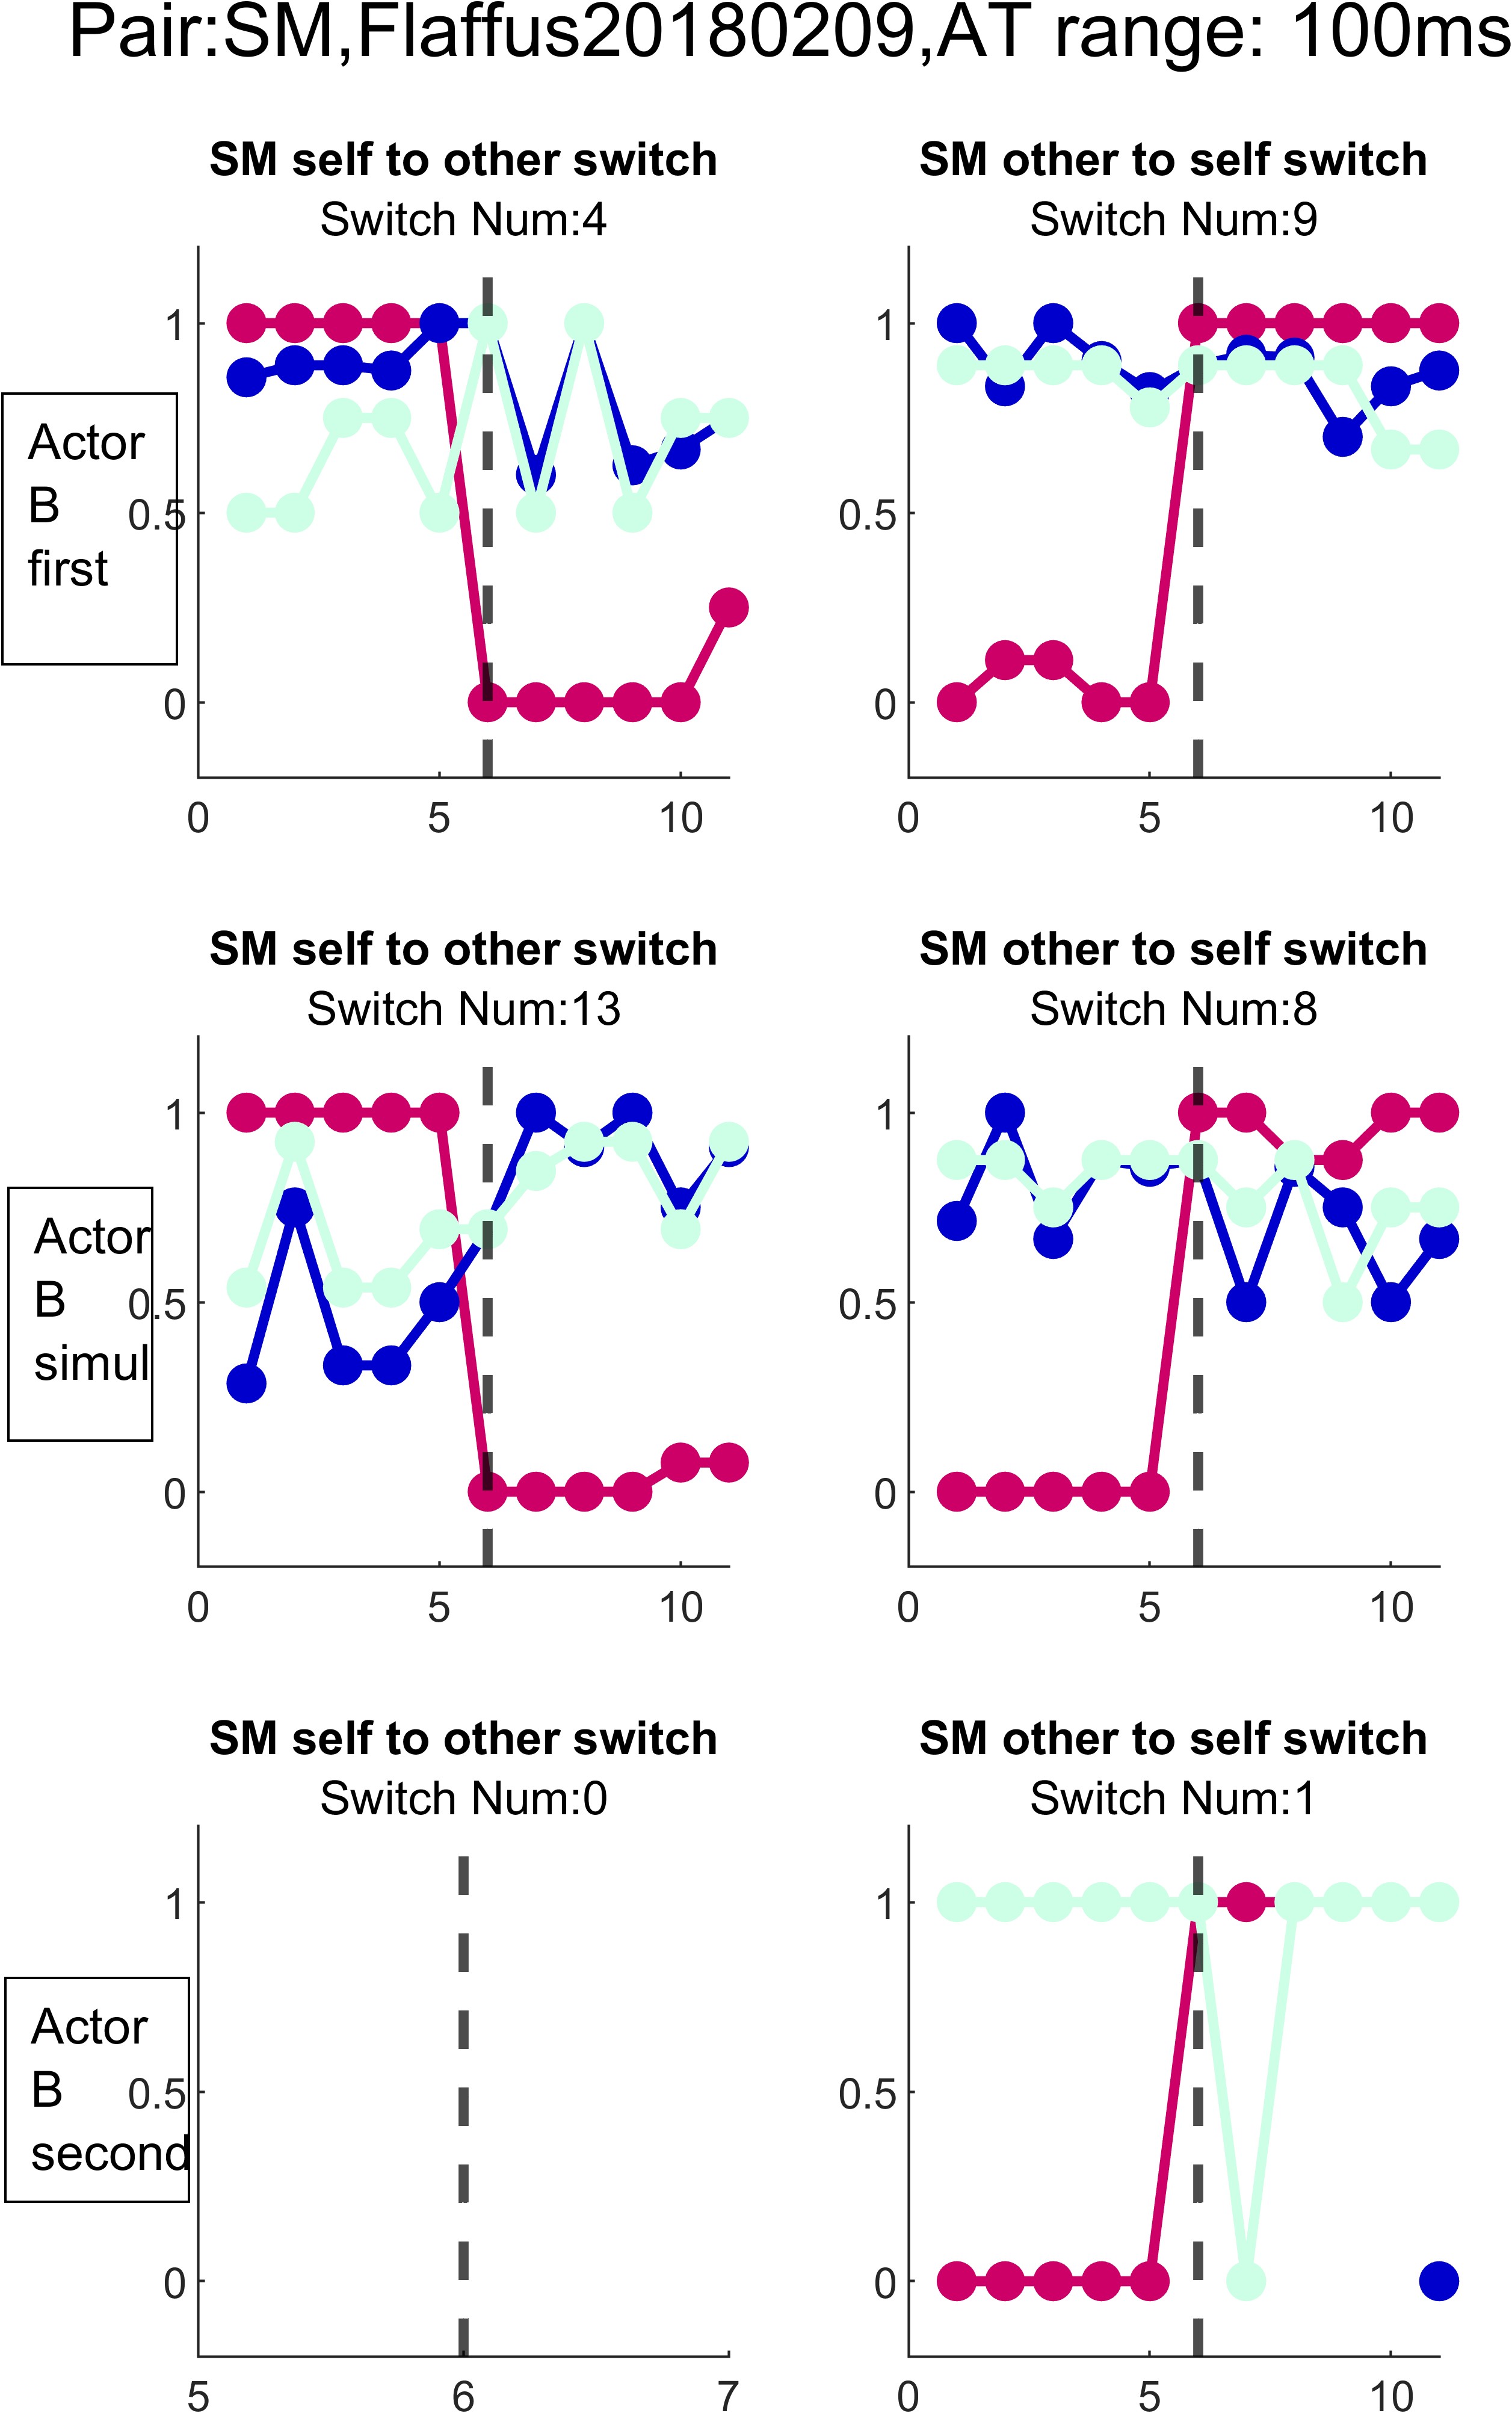 Pair:SM,Flaffus20180209,AT range: 100ms
SM self to other switch
Switch Num:4
1
0.5
0
0
5
10
SM other to self switch
Switch Num:9
1
0.5
0
0
5
10
Actor
B
first
SM self to other switch
Switch Num:13
1
0.5
0
0
5
10
SM other to self switch
Switch Num:8
1
0.5
0
0
5
10
Actor
B
simul
SM self to other switch
Switch Num:0
1
0.5
0
5
6
7
SM other to self switch
Switch Num:1
1
0.5
0
0
5
10
Actor
B
second